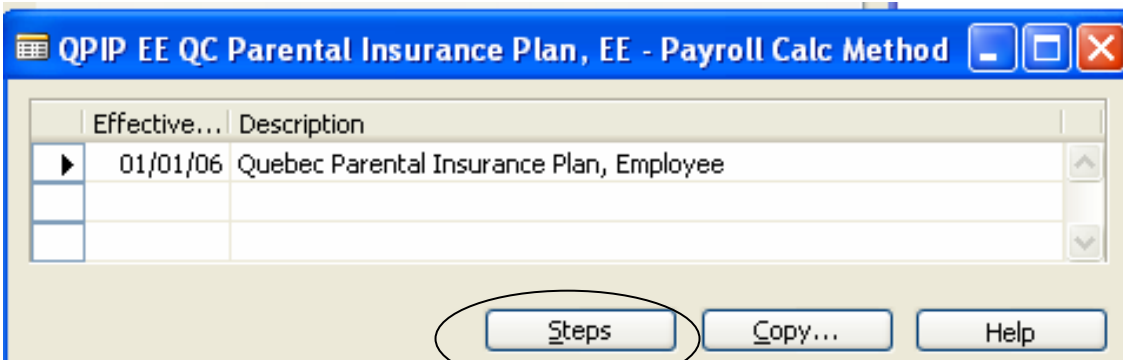 QPIP EE QC Parental Insurance Plan, EE - Payroll Calc Method
Effective... Description
01/01/06 Quebec Parental Insurance Plan, Employee
Steps Copy... Help